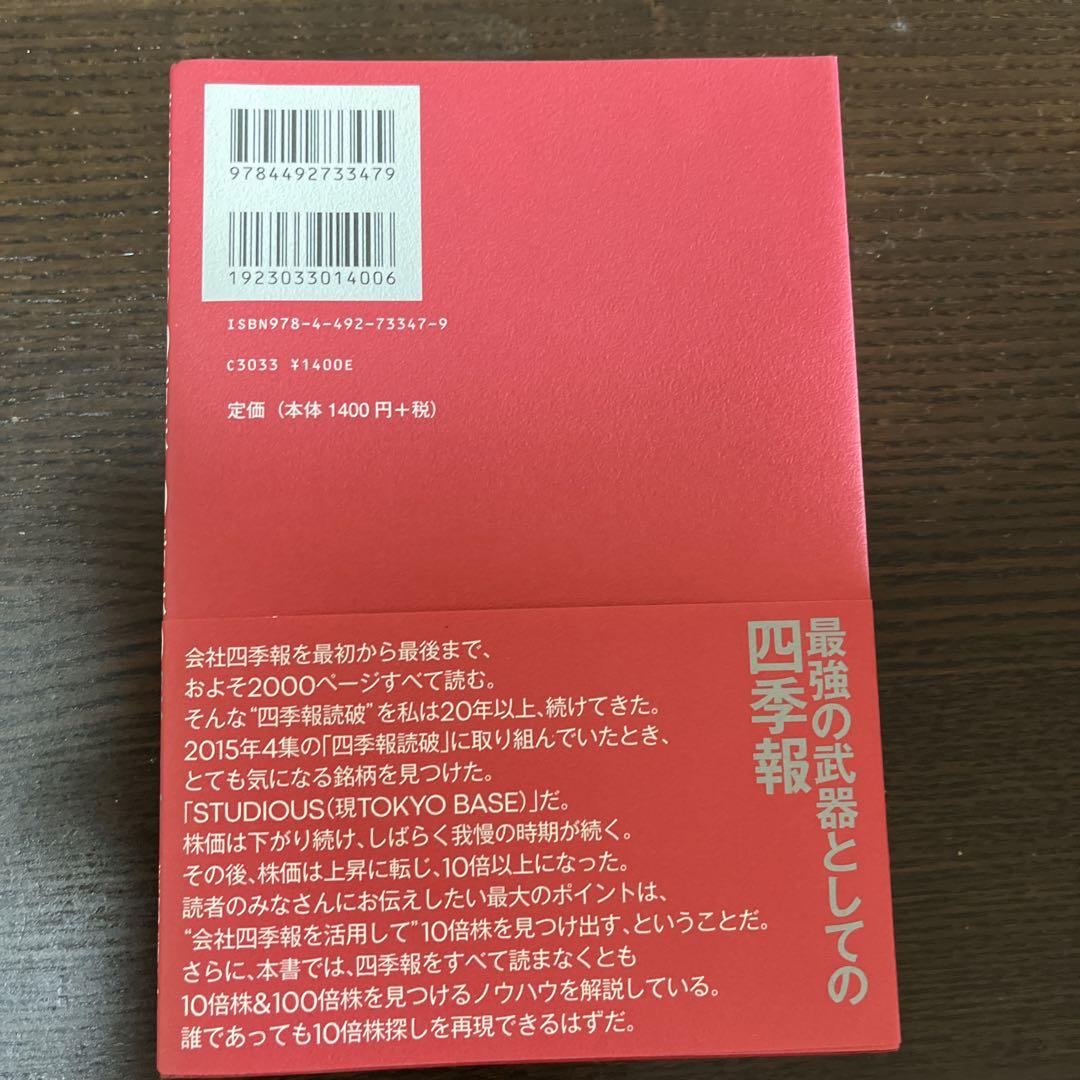 9784492733479
1923033014006
ISBN978-4-492-73347-9
C3033 ¥1400E
定価（本体1400円＋税）
最強の武器としての
四季報
会社四季報を最初から最後まで、
およそ2000ページすべて読む。
そんな“四季報読破”を私は20年以上、続けてきた。
2015年4集の「四季報読破」に取り組んでいたとき、
とても気になる銘柄を見つけた。
「STUDIOUS（現TOKYO BASE）」だ。
株価は下がり続け、しばらく我慢の時期が続く。
その後、株価は上昇に転じ、10倍以上になった。
読者のみなさんにお伝えしたい最大のポイントは、
“会社四季報を活用して”10倍株を見つけ出す、ということだ。
さらに、本書では、四季報をすべて読まなくとも
10倍株&100倍株を見つけるノウハウを解説している。
誰であっても10倍株探しを再現できるはずだ。